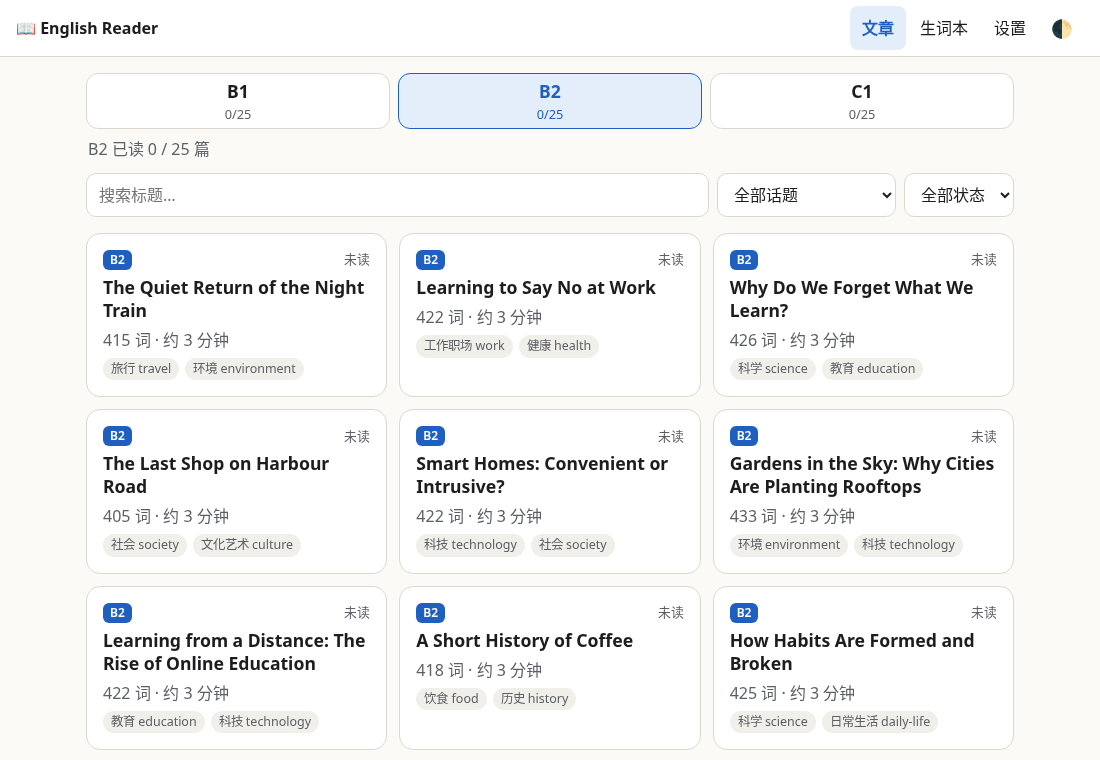 📖 English Reader
文章
生词本
设置
B1
0/25
B2
0/25
C1
0/25
B2 已读 0 / 25 篇
搜索标题...
全部话题
全部状态
B2
未读
The Quiet Return of the Night
Train
415 词 · 约 3 分钟
旅行 travel
环境 environment
B2
未读
Learning to Say No at Work
422 词 · 约 3 分钟
工作职场 work
健康 health
B2
未读
Why Do We Forget What We
Learn?
426 词 · 约 3 分钟
科学 science
教育 education
B2
未读
The Last Shop on Harbour
Road
405 词 · 约 3 分钟
社会 society
文化艺术 culture
B2
未读
Smart Homes: Convenient or
Intrusive?
422 词 · 约 3 分钟
科技 technology
社会 society
B2
未读
Gardens in the Sky: Why Cities
Are Planting Rooftops
433 词 · 约 3 分钟
环境 environment
科技 technology
B2
未读
Learning from a Distance: The
Rise of Online Education
422 词 · 约 3 分钟
教育 education
科技 technology
B2
未读
A Short History of Coffee
418 词 · 约 3 分钟
饮食 food
历史 history
B2
未读
How Habits Are Formed and
Broken
425 词 · 约 3 分钟
科学 science
日常生活 daily-life